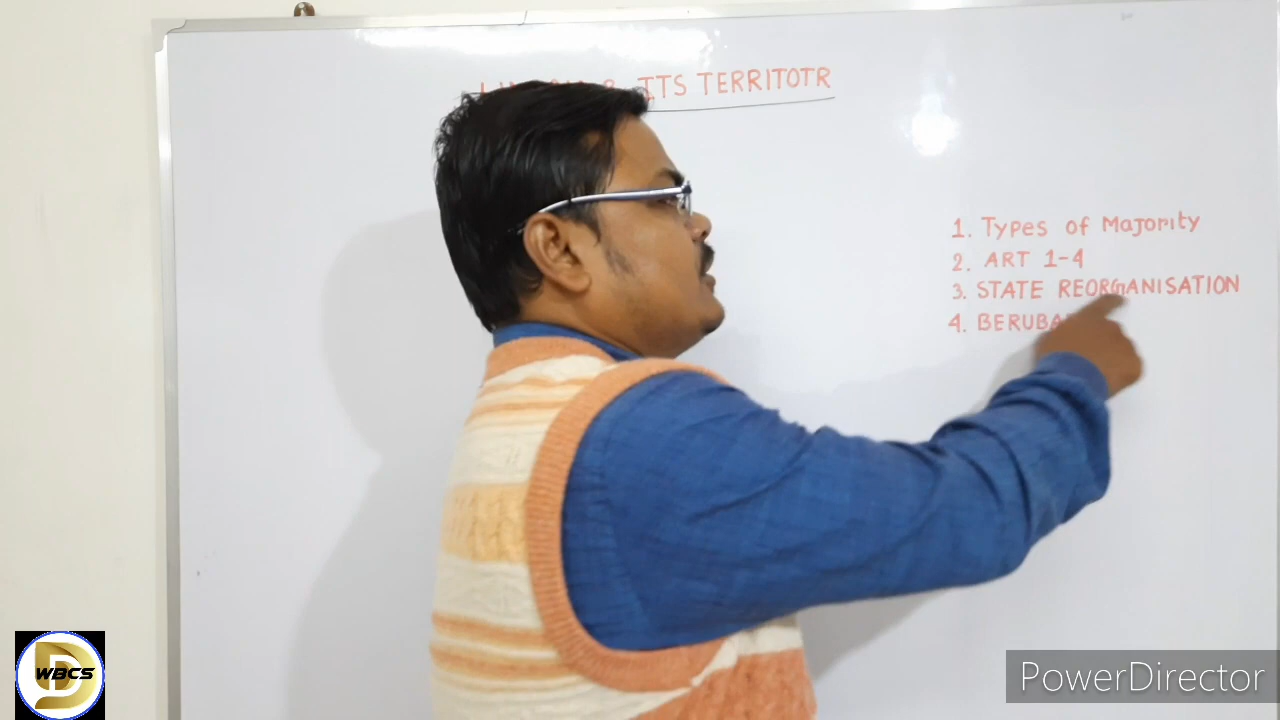 ITS TERRITOTR
1. Types of Majority
2. ART 1-4
3. STATE REORGANISATION
4. BERUBA
WBCS
PowerDirector